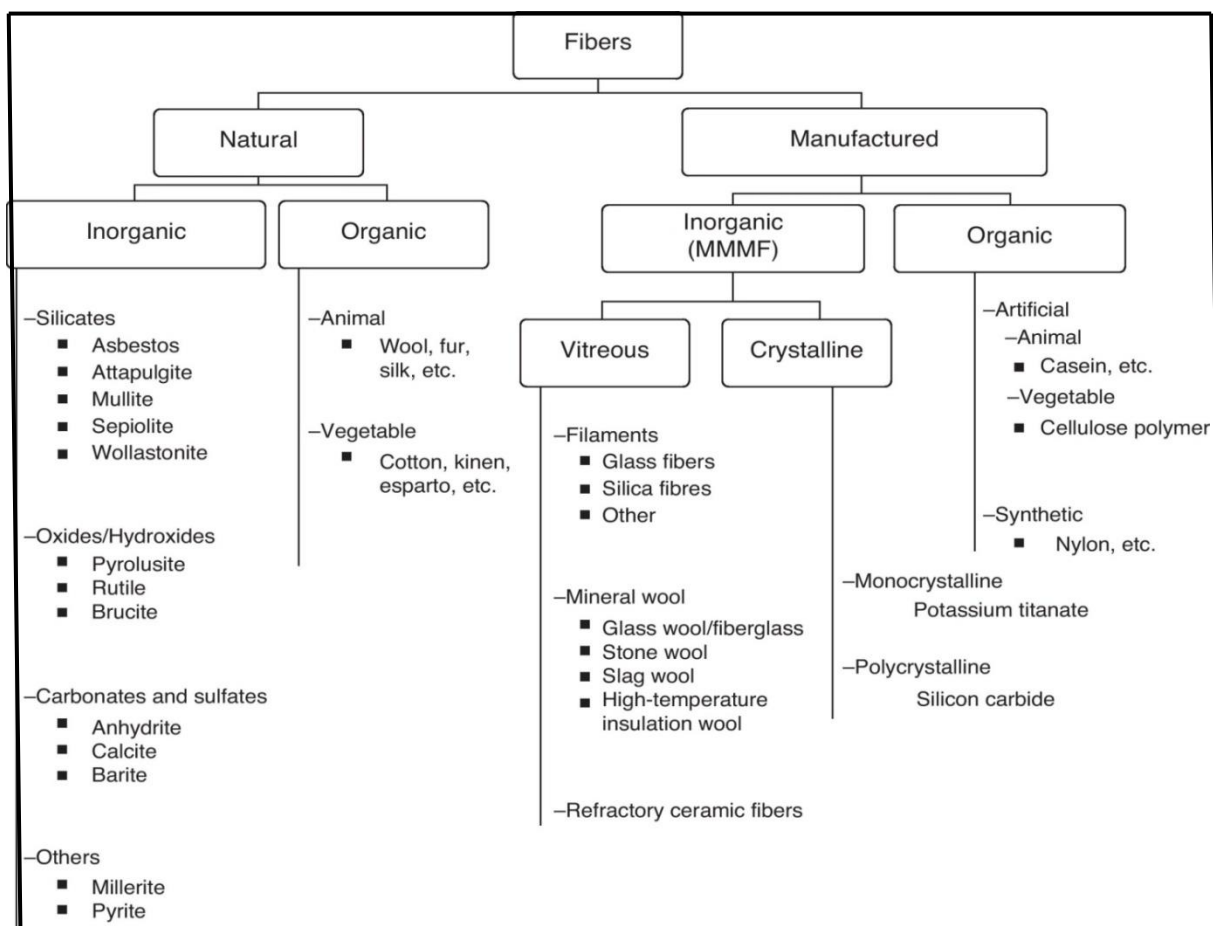 Fibers
Natural
Manufactured
Inorganic
Organic
Inorganic
(MMMF)
Organic
–Silicates
Asbestos
Attapulgite
Mullite
Sepiolite
Wollastonite
–Oxides/Hydroxides
Pyrolusite
Rutile
Brucite
–Carbonates and sulfates
Anhydrite
Calcite
Barite
–Others
Millerite
Pyrite
–Animal
Wool, fur,
silk, etc.
–Vegetable
Cotton, kinen,
esparto, etc.
Vitreous
Crystalline
–Filaments
Glass fibers
Silica fibres
Other
–Mineral wool
Glass wool/fiberglass
Stone wool
Slag wool
High-temperature
insulation wool
–Refractory ceramic fibers
–Monocrystalline
Potassium titanate
–Polycrystalline
Silicon carbide
–Artificial
–Animal
Casein, etc.
–Vegetable
Cellulose polymer
–Synthetic
Nylon, etc.